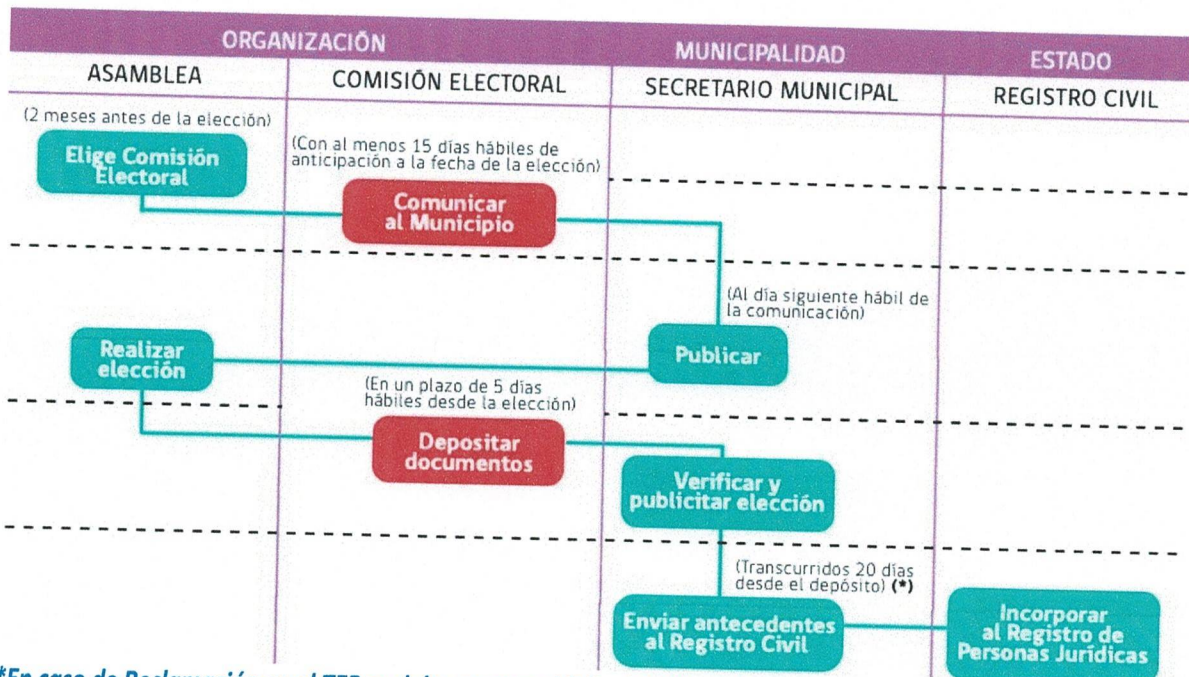 ORGANIZACIÓN
MUNICIPALIDAD
ESTADO
ASAMBLEA
COMISIÓN ELECTORAL
SECRETARIO MUNICIPAL
REGISTRO CIVIL
(2 meses antes de la elección)
Elige Comisión
Electoral
(Con al menos 15 días hábiles de
anticipación a la fecha de la elección)
Comunicar
al Municipio
(Al día siguiente hábil de
la comunicación)
Publicar
Realizar
elección
(En un plazo de 5 días
hábiles desde la elección)
Depositar
documentos
Verificar y
publicitar elección
(Transcurridos 20 días
desde el depósito) (*)
Enviar antecedentes
al Registro Civil
Incorporar
al Registro de
Personas Jurídicas
*En caso de Reclamación